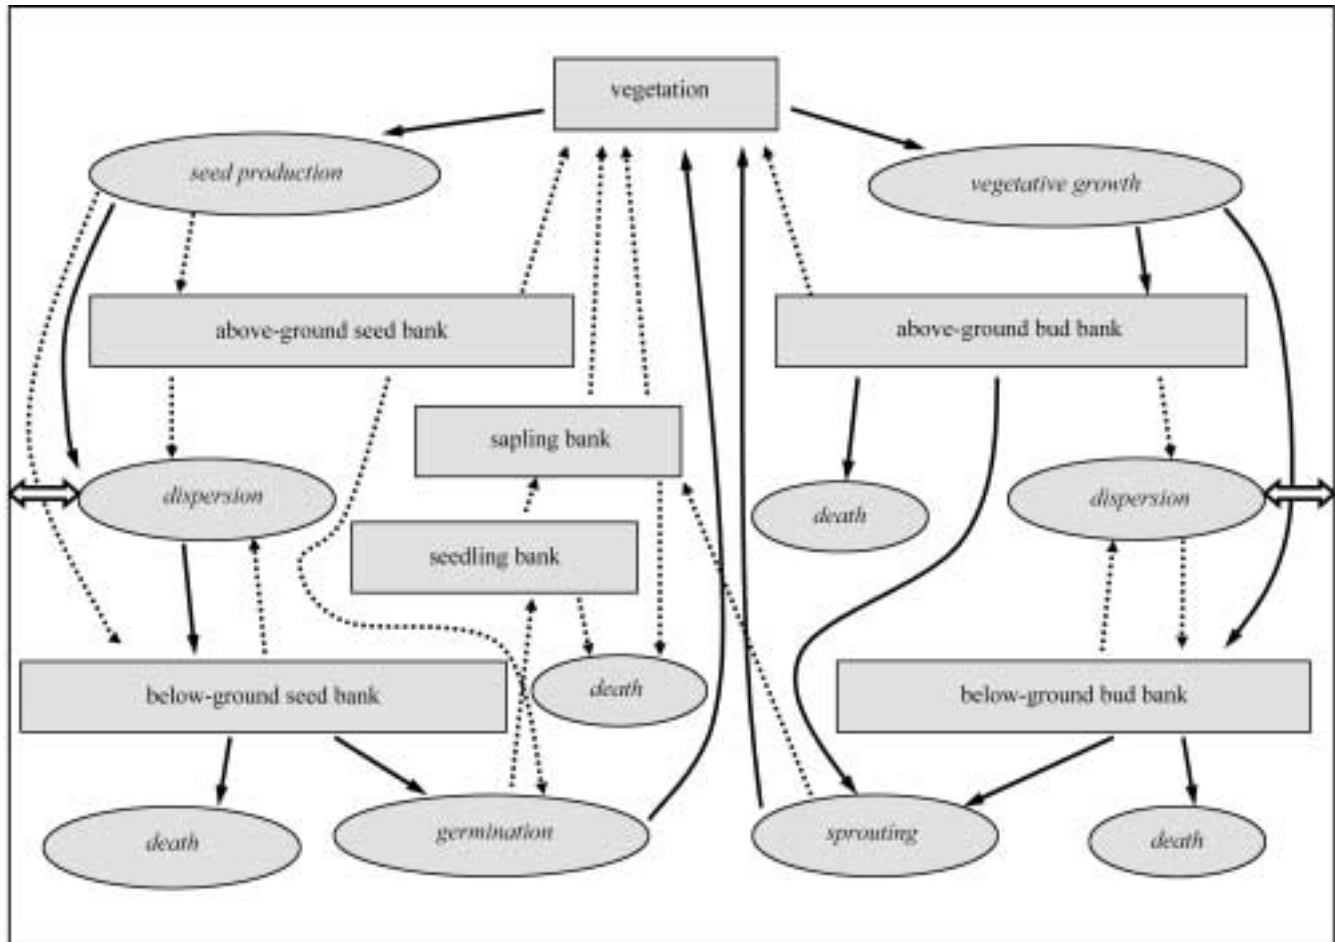 vegetation
seed production
vegetative growth
above-ground seed bank
above-ground bud bank
sapling bank
dispersion
death
dispersion
seedling bank
death
below-ground seed bank
below-ground bud bank
death
germination
sprouting
death